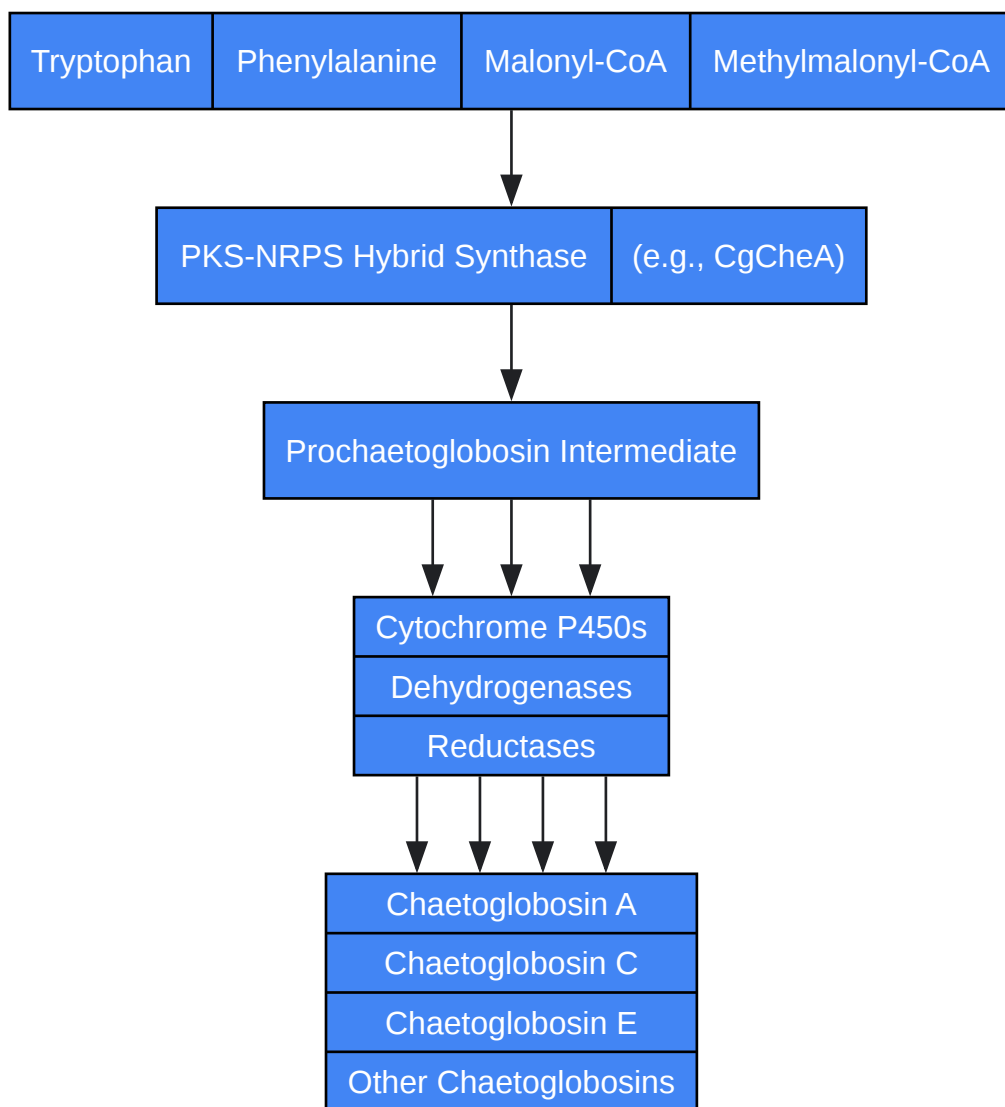 Tryptophan Phenylalanine Malonyl-CoA Methylmalonyl-CoA
PKS-NRPS Hybrid Synthase (e.g., CgCheA)
Prochaetoglobosin Intermediate
Cytochrome P450s
Dehydrogenases
Reductases
Chaetoglobosin A
Chaetoglobosin C
Chaetoglobosin E
Other Chaetoglobosins